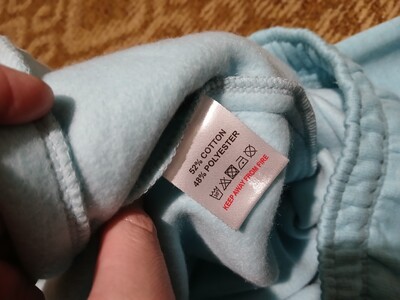 52% COTTON
48% POLYESTER
KEEP AWAY FROM FIRE